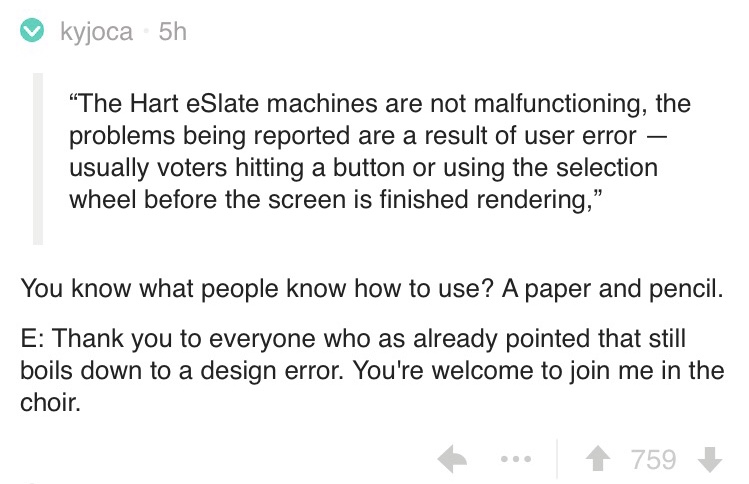 kyjoca · 5h
“The Hart eSlate machines are not malfunctioning, the
problems being reported are a result of user error —
usually voters hitting a button or using the selection
wheel before the screen is finished rendering,”
You know what people know how to use? A paper and pencil.
E: Thank you to everyone who as already pointed that still
boils down to a design error. You're welcome to join me in the
choir.
759